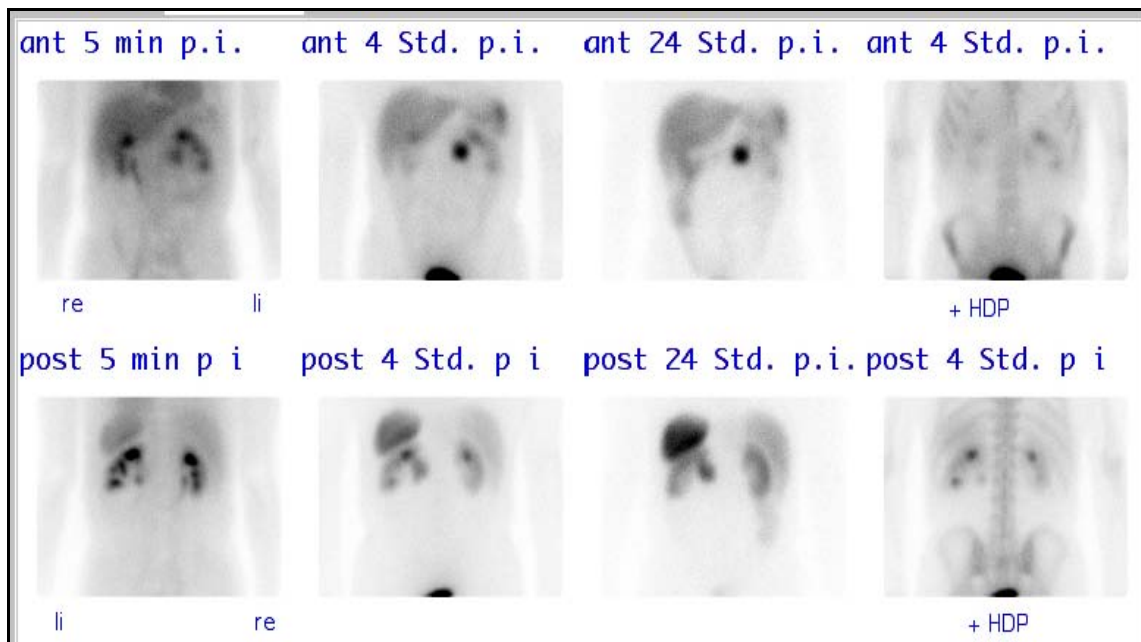 ant 5 min p.i. ant 4 Std. p.i. ant 24 Std. p.i. ant 4 Std. p.i.
re li + HDP
post 5 min p i post 4 Std. p i post 24 Std. p.i. post 4 Std. p i
li re + HDP